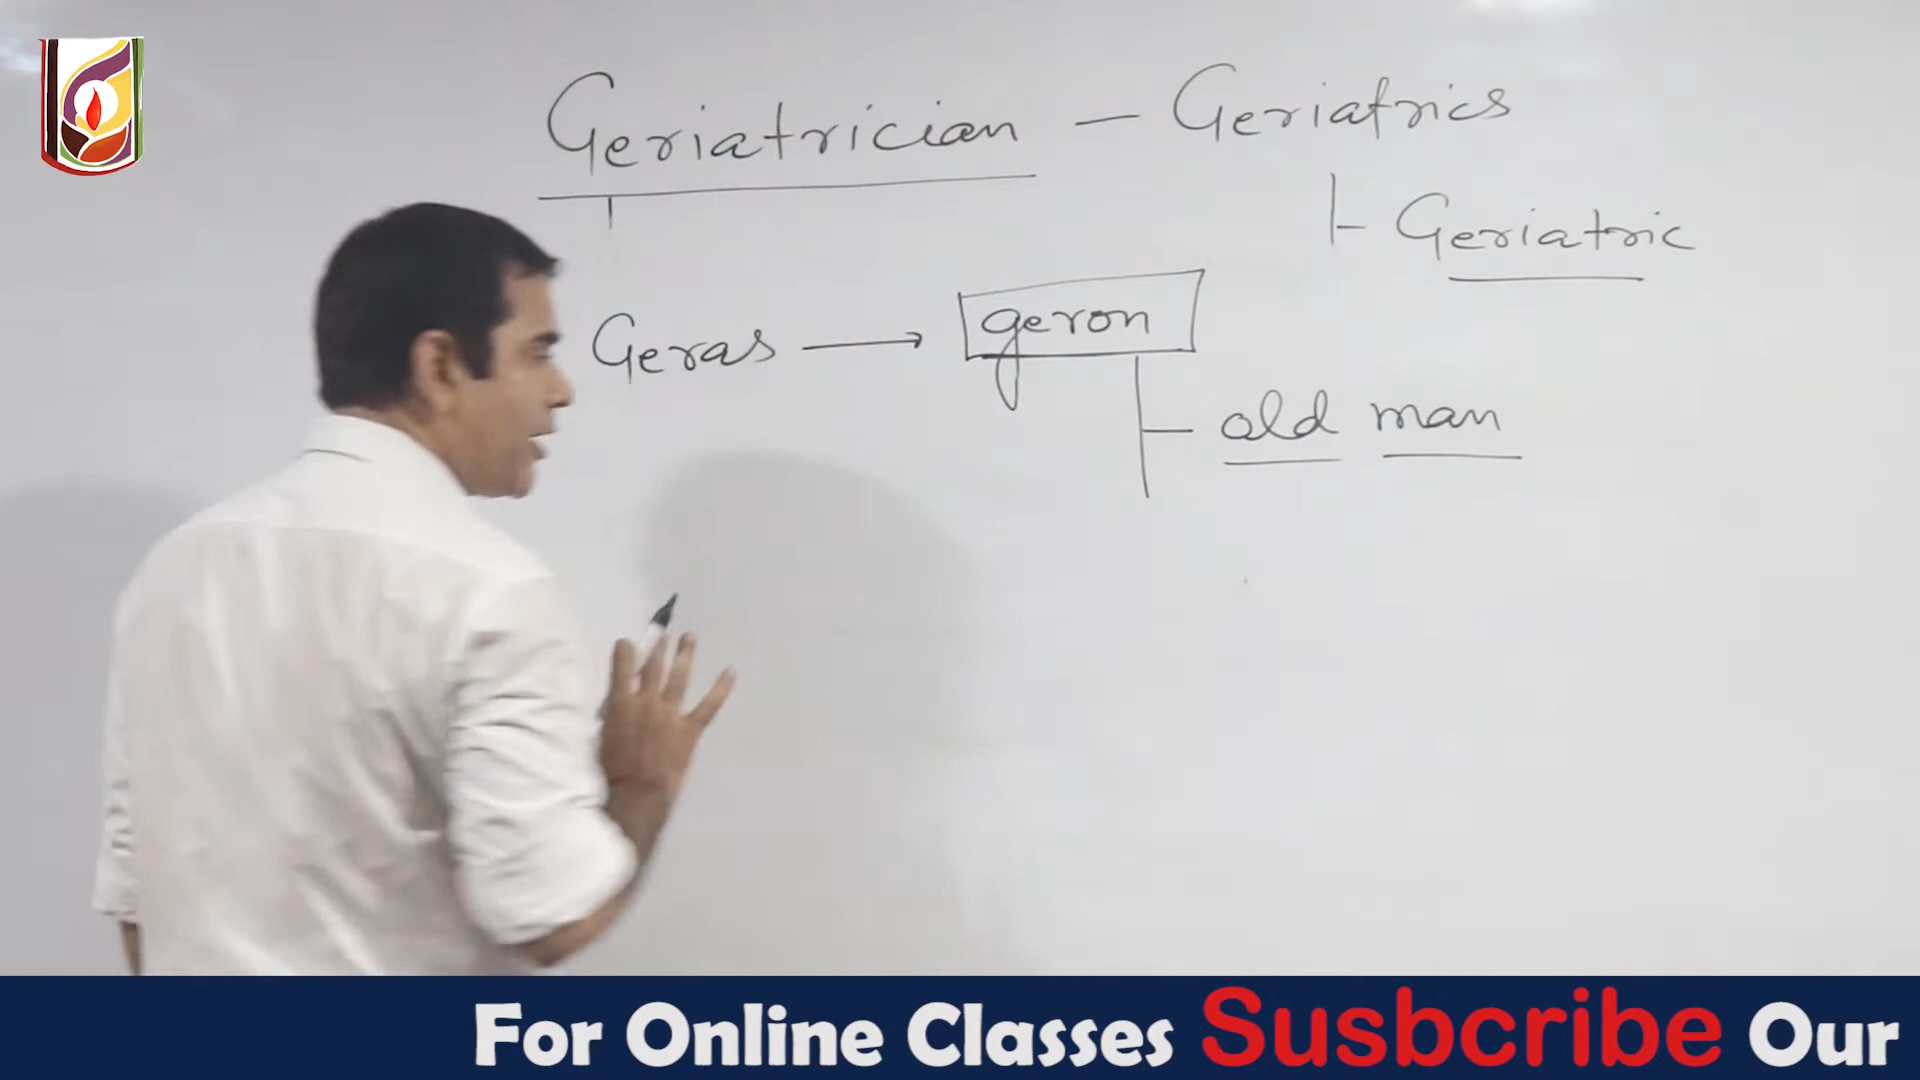 Geriatrician – Geriatrics
Geriatric
Geras → geron
old man
For Online Classes Susbcribe Our